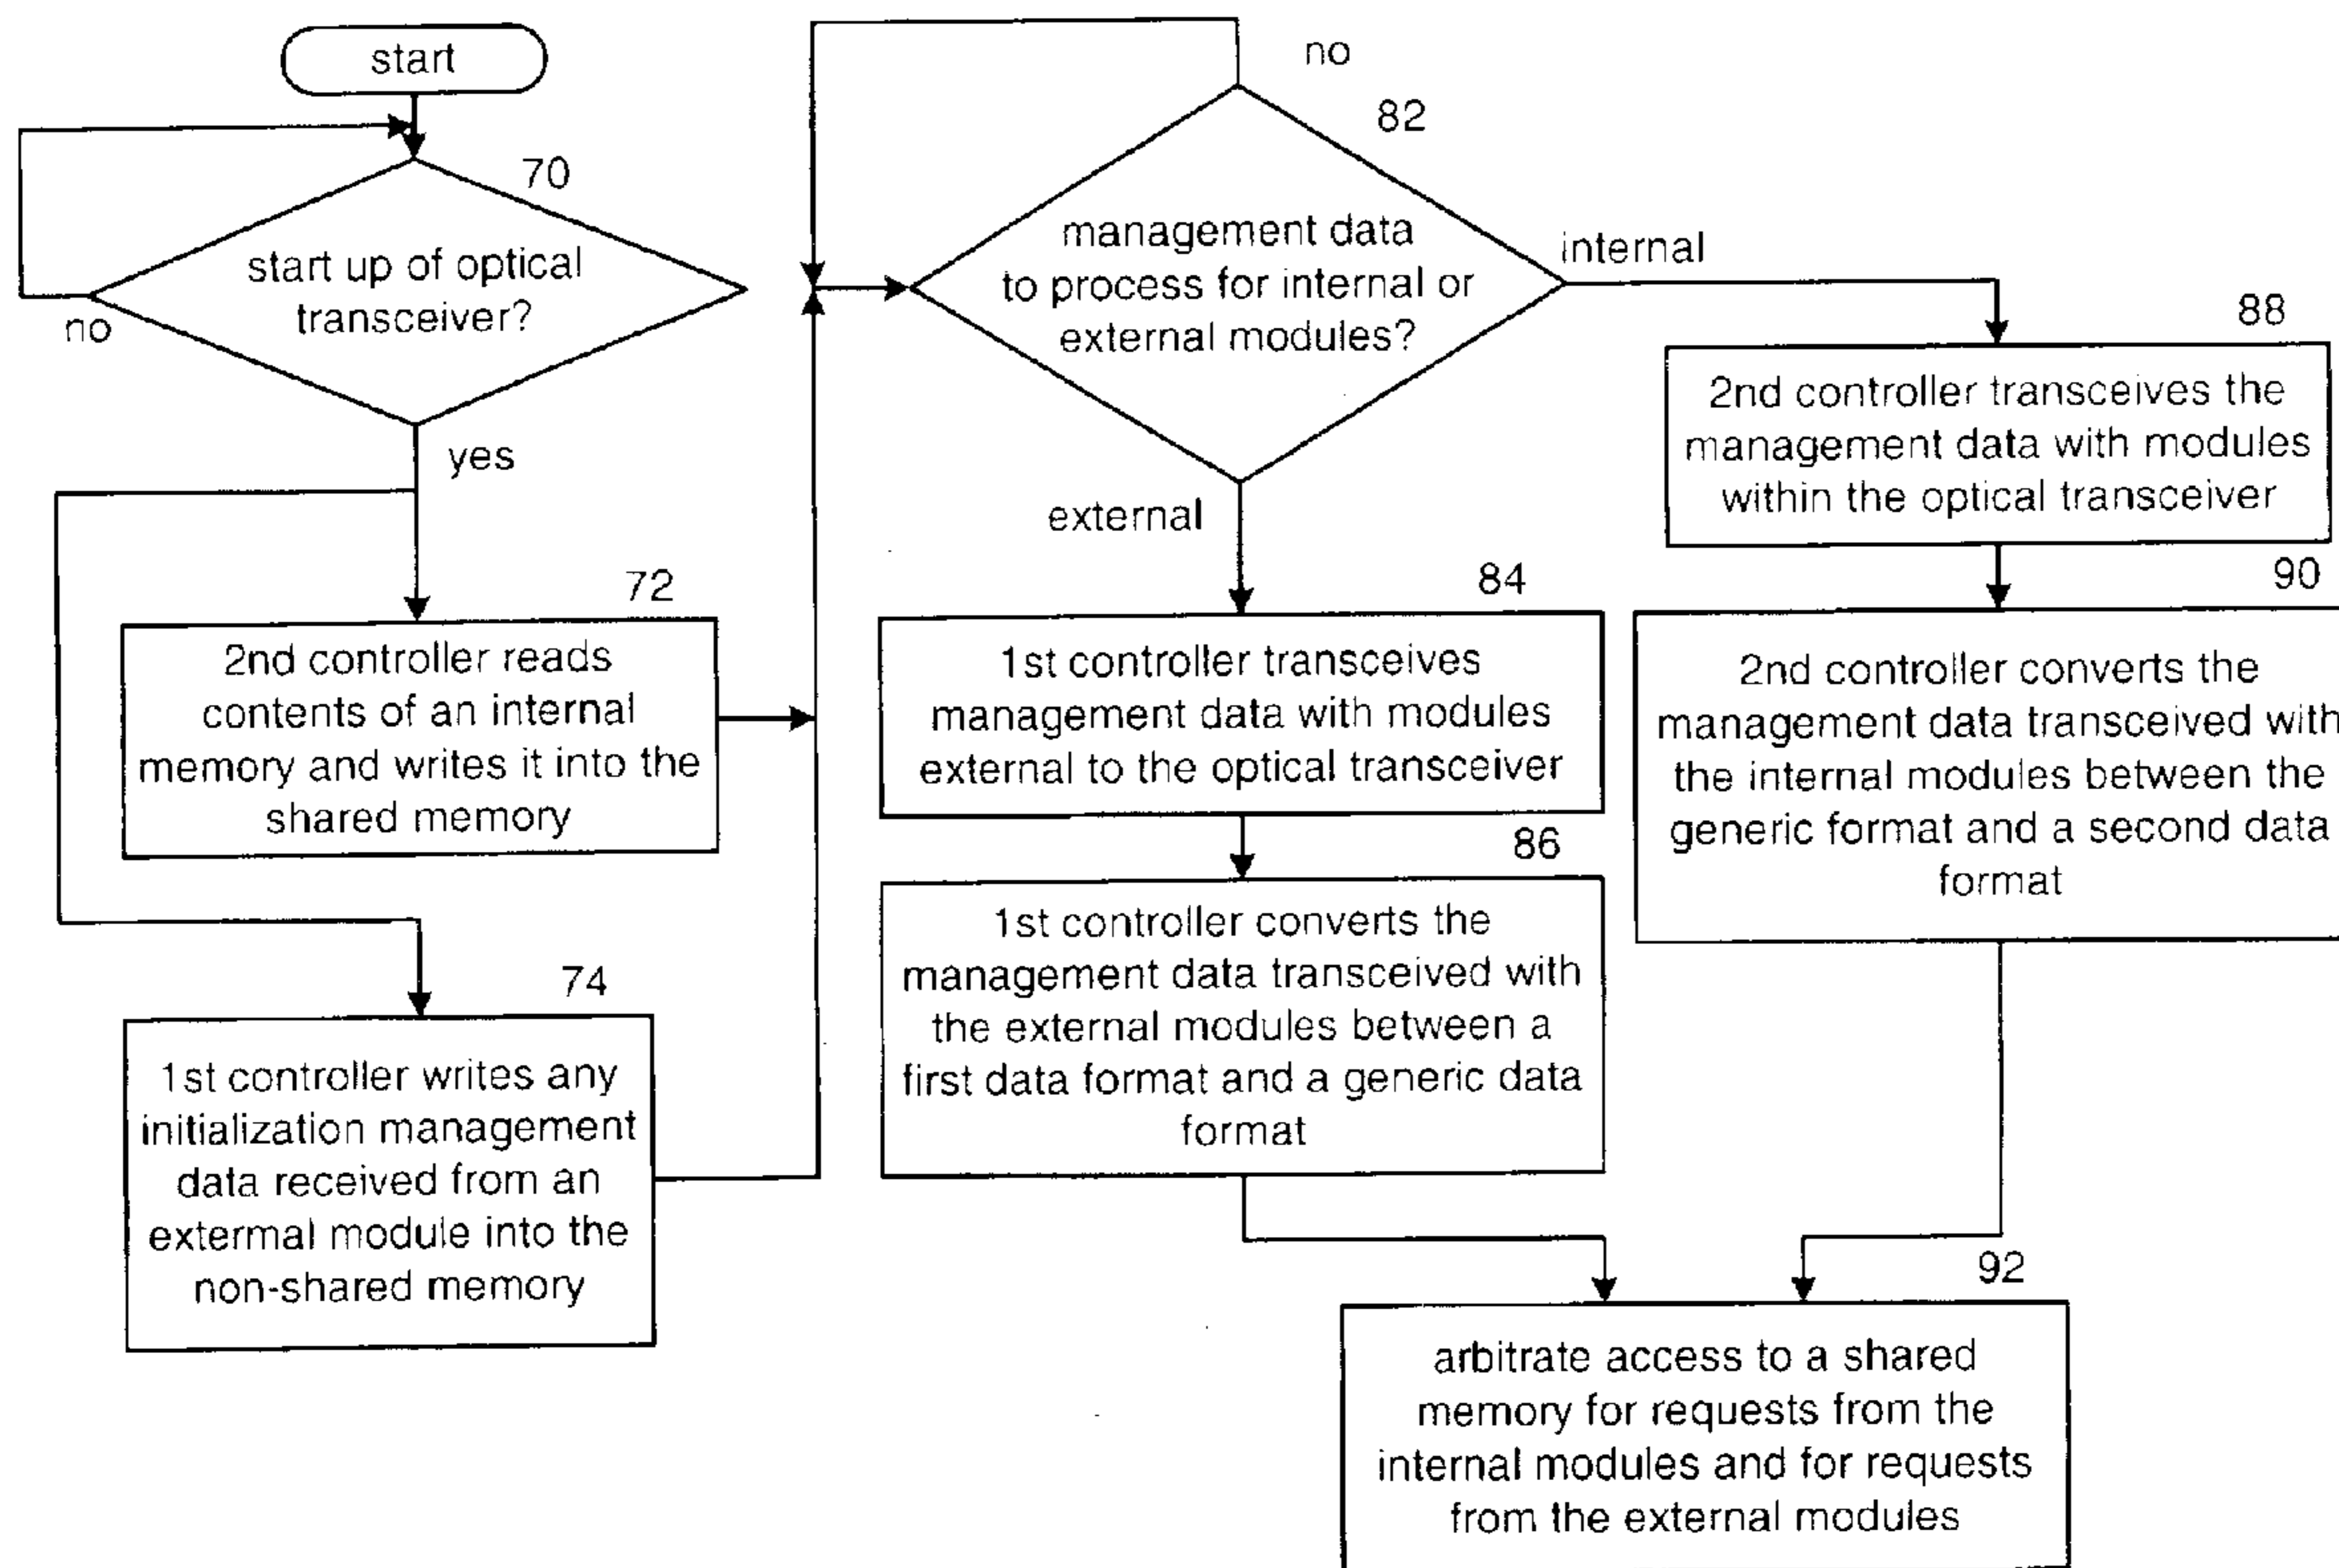 start
70
start up of optical
transceiver?
no
yes
72
2nd controller reads
contents of an internal
memory and writes it into the
shared memory
74
1st controller writes any
initialization management
data received from an
extermal module into the
non-shared memory
no
82
management data
to process for internal or
external modules?
internal
external
84
1st controller transceives
management data with modules
external to the optical transceiver
86
1st controller converts the
management data transceived with
the external modules between a
first data format and a generic data
format
88
2nd controller transceives the
management data with modules
within the optical transceiver
90
2nd controller converts the
management data transceived with
the internal modules between the
generic format and a second data
format
92
arbitrate access to a shared
memory for requests from the
internal modules and for requests
from the external modules